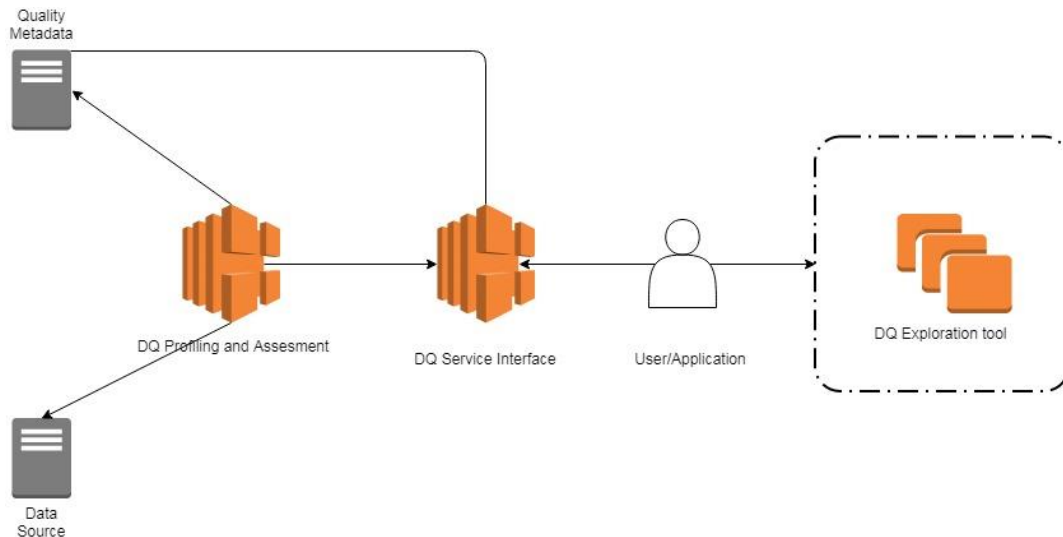 Quality
Metadata
DQ Profiling and Assesment
DQ Service Interface
User/Application
DQ Exploration tool
Data
Source